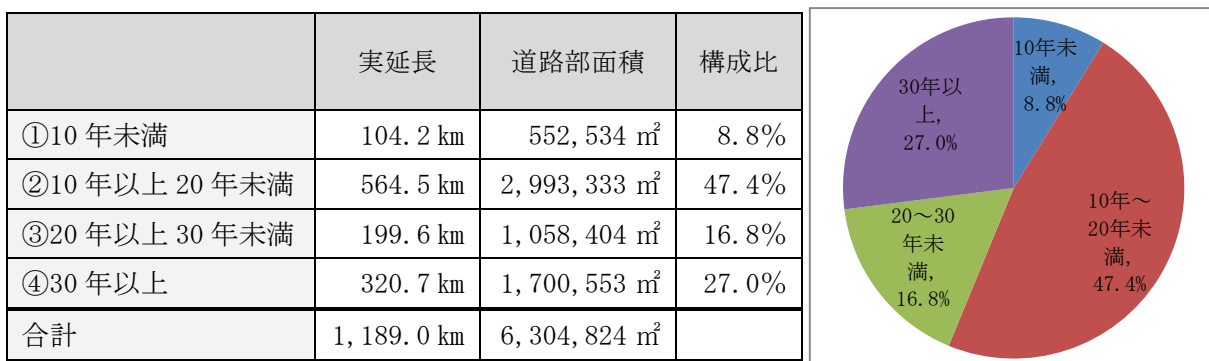 実延長 道路部面積 構成比
①10 年未満 104.2 km 552,534 ㎡ 8.8%
②10 年以上 20 年未満 564.5 km 2,993,333 ㎡ 47.4%
③20 年以上 30 年未満 199.6 km 1,058,404 ㎡ 16.8%
④30 年以上 320.7 km 1,700,553 ㎡ 27.0%
合計 1,189.0 km 6,304,824 ㎡
10年未
満,
8.8%
10年～
20年未
満,
47.4%
20～30
年未
満,
16.8%
30年以
上,
27.0%